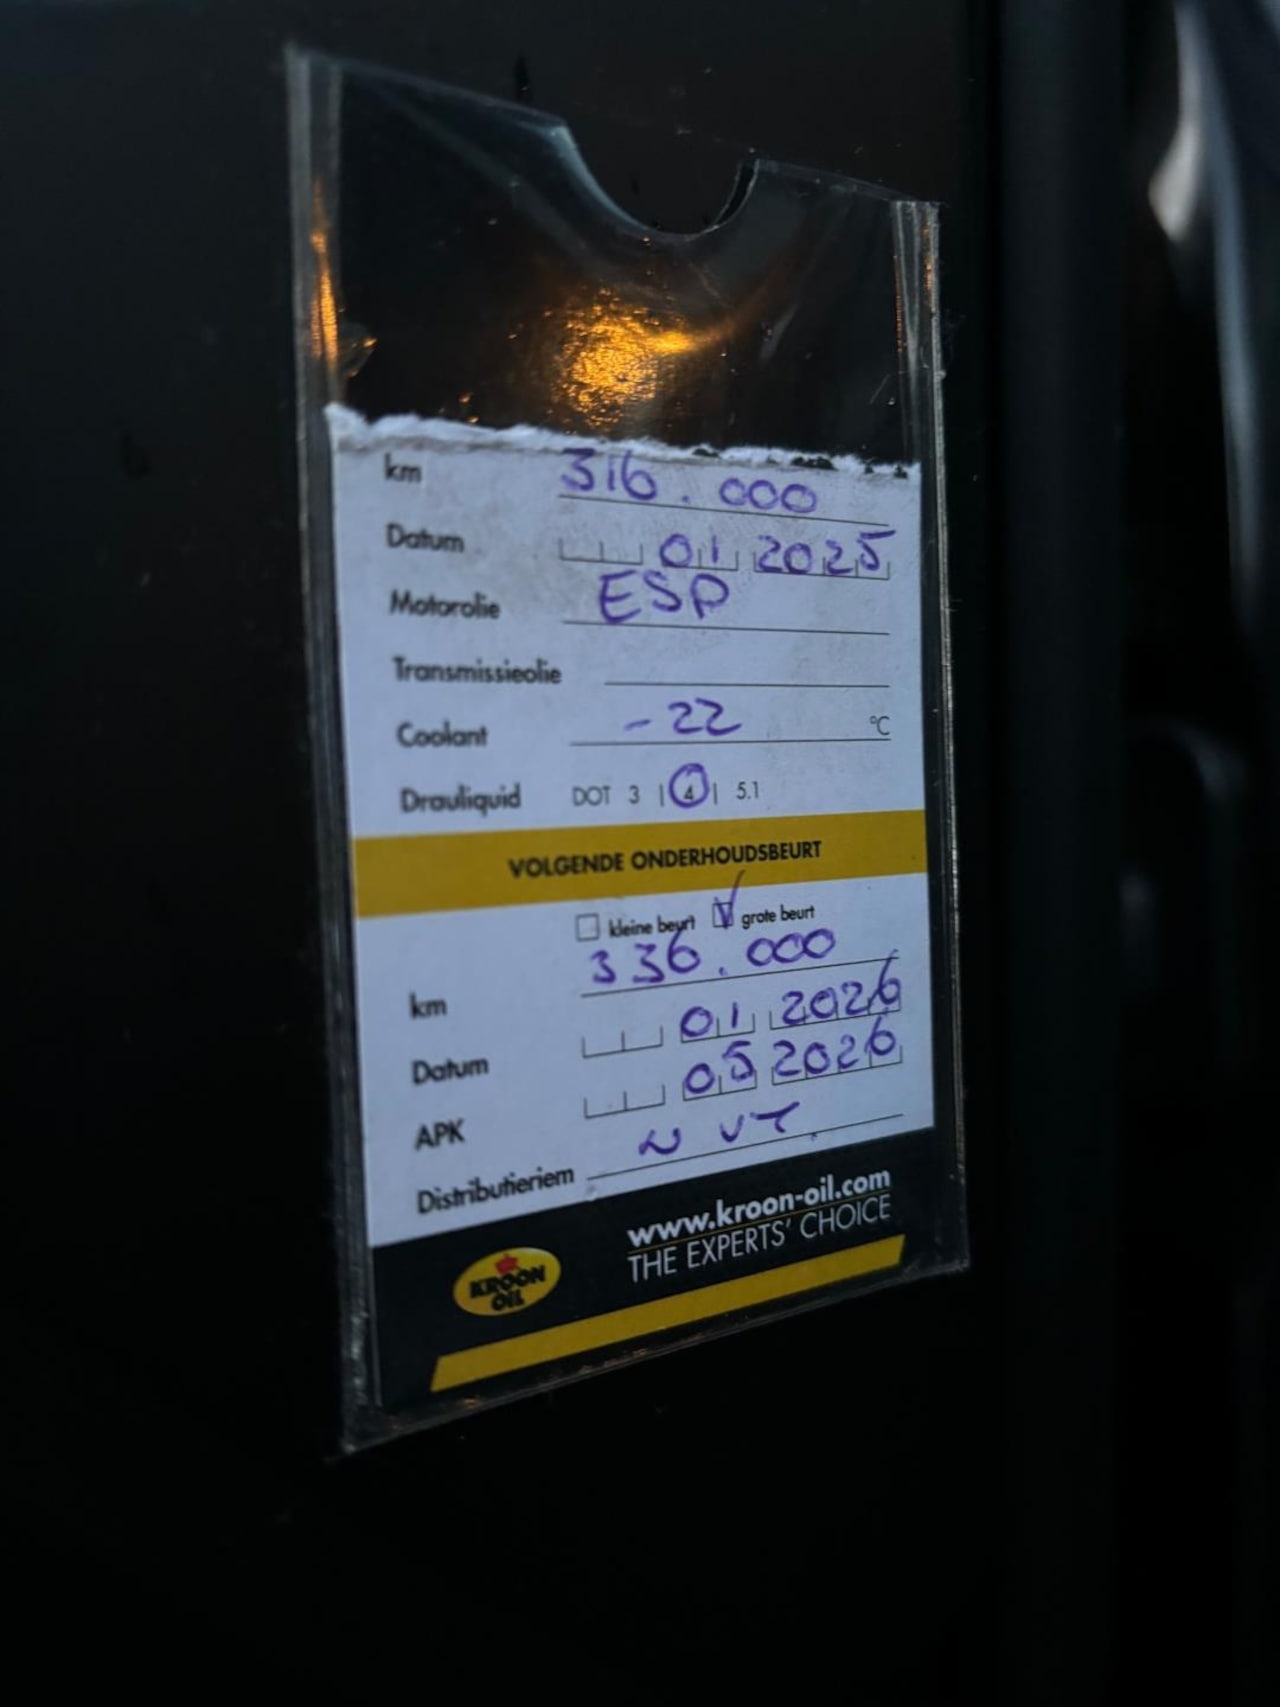 km 316.000
Datum 01 2025
Motorolie ESP
Transmissieolie
Coolant -22 °C
Drauliquid DOT 3 | 4 | 5.1
VOLGENDE ONDERHOUDSBEURT
kleine beurt grote beurt
km 336.000
Datum 01 2026
APK 05 2026
Distributieriem
www.kroon-oil.com
THE EXPERTS' CHOICE
KROON
OIL